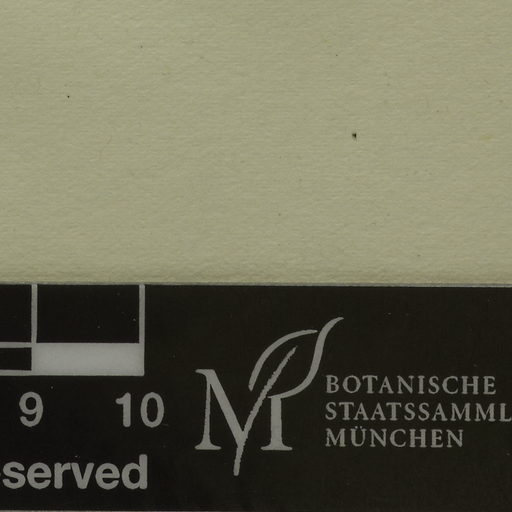 9 10
served
M
BOTANISCHE
STAATSSAMML
MÜNCHEN